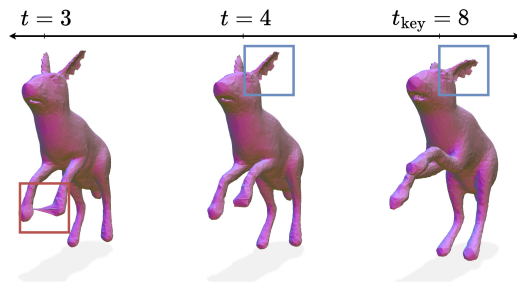 t = 3
t = 4
t_key = 8